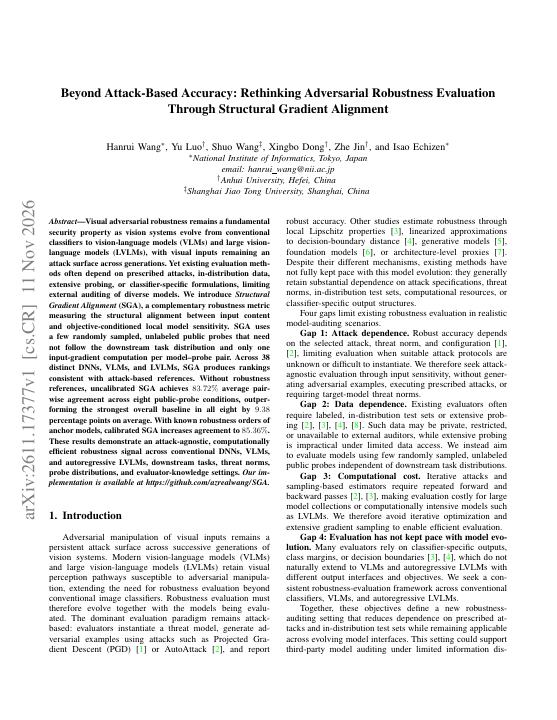 Beyond Attack-Based Accuracy: Rethinking Adversarial Robustness Evaluation
Through Structural Gradient Alignment
Hanrui Wang*, Yu Luo†, Shuo Wang‡, Xingbo Dong†, Zhe Jin†, and Isao Echizen*
*National Institute of Informatics, Tokyo, Japan
email: hanrui_wang@nii.ac.jp
†Anhui University, Hefei, China
‡Shanghai Jiao Tong University, Shanghai, China
arXiv:2611.17377v1 [cs.CR] 11 Nov 2026
Abstract—Visual adversarial robustness remains a fundamental
security property as vision systems evolve from conventional
classifiers to vision-language models (VLMs) and large vision-
language models (LVLMs), with visual inputs remaining an
attack surface across generations. Yet existing evaluation meth-
ods often depend on prescribed attacks, in-distribution data,
extensive probing, or classifier-specific formulations, limiting
external auditing of diverse models. We introduce Structural
Gradient Alignment (SGA), a complementary robustness metric
measuring the structural alignment between input content
and objective-conditioned local model sensitivity. SGA uses
a few randomly sampled, unlabeled public probes that need
not follow the downstream task distribution and only one
input-gradient computation per model–probe pair. Across 38
distinct DNNs, VLMs, and LVLMs, SGA produces rankings
consistent with attack-based references. Without robustness
references, uncalibrated SGA achieves 83.72% average pair-
wise agreement across eight public-probe conditions, out-
performing the strongest overall baseline in all eight by 9.38
percentage points on average. With known robustness orders of
anchor models, calibrated SGA increases agreement to 85.36%.
These results demonstrate an attack-agnostic, computationally
efficient robustness signal across conventional DNNs, VLMs,
and autoregressive LVLMs, downstream tasks, threat norms,
probe distributions, and evaluator-knowledge settings. Our im-
plementation is available at https://github.com/azrealwang/SGA.
1. Introduction
Adversarial manipulation of visual inputs remains a
persistent attack surface across successive generations of
vision systems. Modern vision-language models (VLMs)
and large vision-language models (LVLMs) retain visual
perception pathways susceptible to adversarial manipula-
tion, extending the need for robustness evaluation beyond
conventional image classifiers. Robustness evaluation must
therefore evolve together with the models being evalu-
ated. The dominant evaluation paradigm remains attack-
based: evaluators instantiate a threat model, generate ad-
versarial examples using attacks such as Projected Gra-
dient Descent (PGD) [1] or AutoAttack [2], and report
robust accuracy. Other studies estimate robustness through
local Lipschitz properties [3], linearized approximations
to decision-boundary distance [4], generative models [5],
foundation models [6], or architecture-level proxies [7].
Despite their different mechanisms, existing methods have
not fully kept pace with this model evolution: they generally
retain substantial dependence on attack specifications, threat
norms, in-distribution test sets, computational resources, or
classifier-specific output structures.
Four gaps limit existing robustness evaluation in realistic
model-auditing scenarios.
Gap 1: Attack dependence. Robust accuracy depends
on the selected attack, threat norm, and configuration [1],
[2], limiting evaluation when suitable attack protocols are
unknown or difficult to instantiate. We therefore seek attack-
agnostic evaluation through input sensitivity, without gener-
ating adversarial examples, executing prescribed attacks, or
requiring target-model threat norms.
Gap 2: Data dependence. Existing evaluators often
require labeled, in-distribution test sets or extensive prob-
ing [2], [3], [4], [8]. Such data may be private, restricted,
or unavailable to external auditors, while extensive probing
is impractical under limited data access. We instead aim
to evaluate models using few randomly sampled, unlabeled
public probes independent of downstream task distributions.
Gap 3: Computational cost. Iterative attacks and
sampling-based estimators require repeated forward and
backward passes [2], [3], making evaluation costly for large
model collections or computationally intensive models such
as LVLMs. We therefore avoid iterative optimization and
extensive gradient sampling to enable efficient evaluation.
Gap 4: Evaluation has not kept pace with model evo-
lution. Many evaluators rely on classifier-specific outputs,
class margins, or decision boundaries [3], [4], which do not
naturally extend to VLMs and autoregressive LVLMs with
different output interfaces and objectives. We seek a con-
sistent robustness-evaluation framework across conventional
classifiers, VLMs, and autoregressive LVLMs.
Together, these objectives define a new robustness-
auditing setting that reduces dependence on prescribed at-
tacks and in-distribution test sets while remaining applicable
across evolving model interfaces. This setting could support
third-party model auditing under limited information dis-